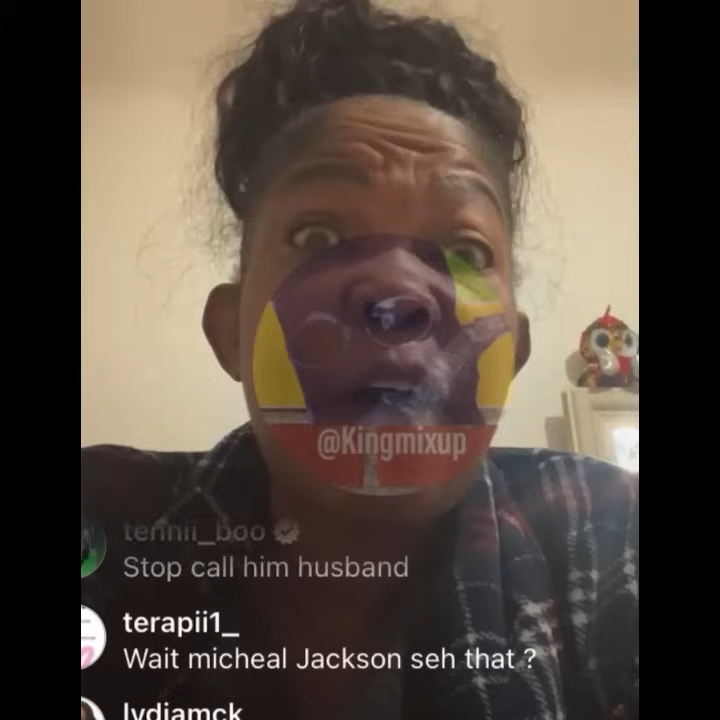 @Kingmixup
tennii_boo
Stop call him husband
terapii1_
Wait micheal Jackson seh that ?
lydiamck